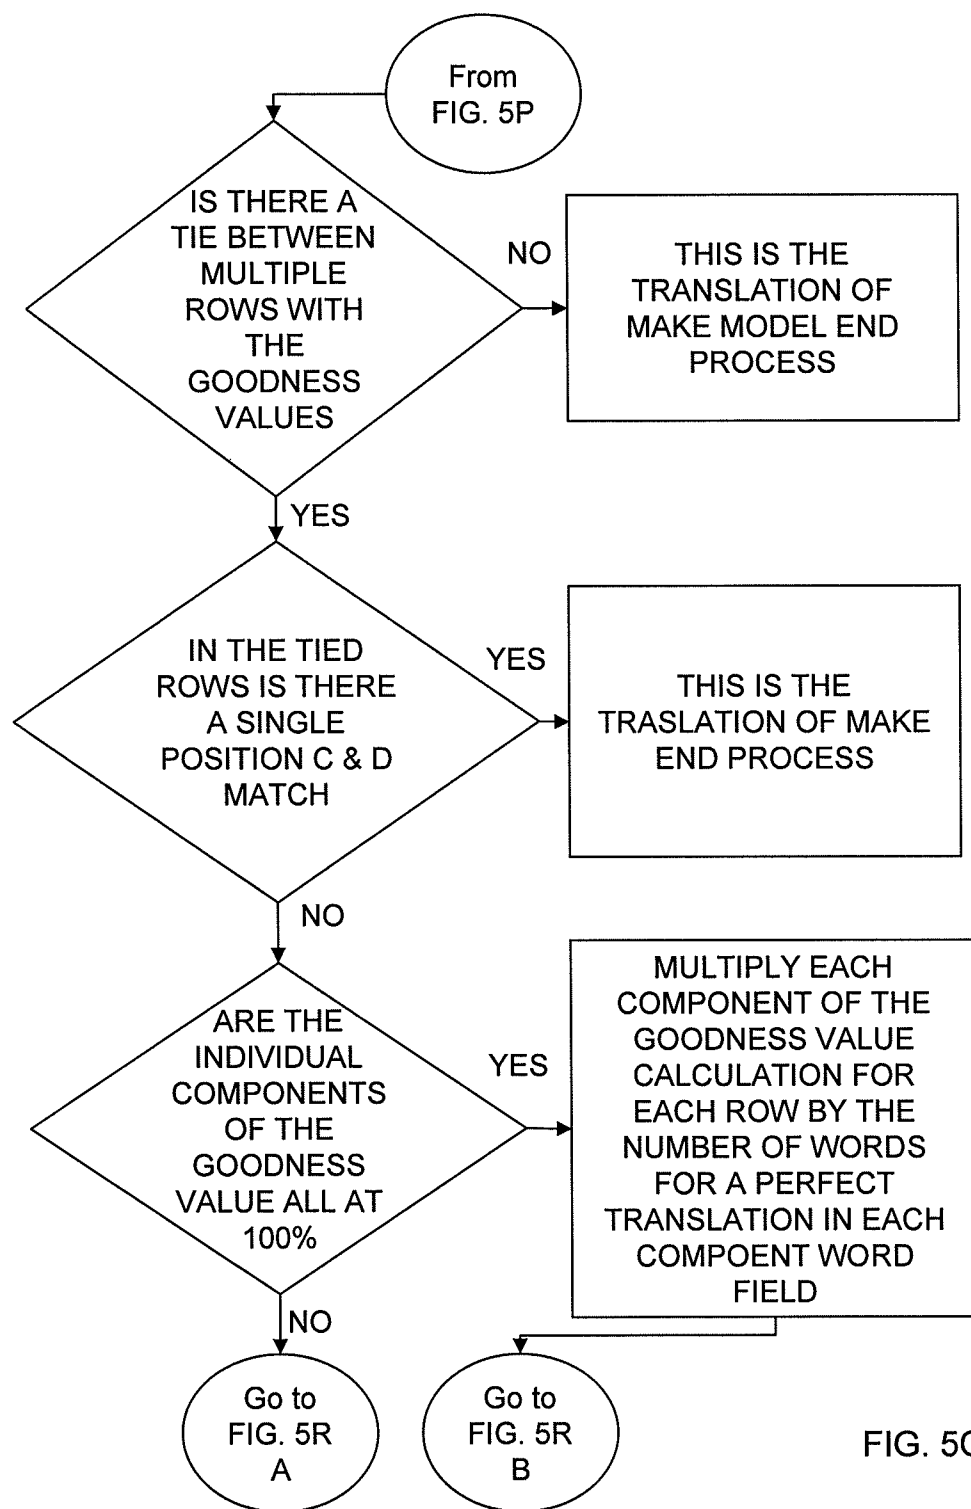 From
FIG. 5P
IS THERE A
TIE BETWEEN
MULTIPLE
ROWS WITH
THE
GOODNESS
VALUES
NO
THIS IS THE
TRANSLATION OF
MAKE MODEL END
PROCESS
YES
IN THE TIED
ROWS IS THERE
A SINGLE
POSITION C & D
MATCH
YES
THIS IS THE
TRASLATION OF MAKE
END PROCESS
NO
ARE THE
INDIVIDUAL
COMPONENTS
OF THE
GOODNESS
VALUE ALL AT
100%
YES
MULTIPLY EACH
COMPONENT OF THE
GOODNESS VALUE
CALCULATION FOR
EACH ROW BY THE
NUMBER OF WORDS
FOR A PERFECT
TRANSLATION IN EACH
COMPOENT WORD
FIELD
NO
Go to
FIG. 5R
A
Go to
FIG. 5R
B
FIG.